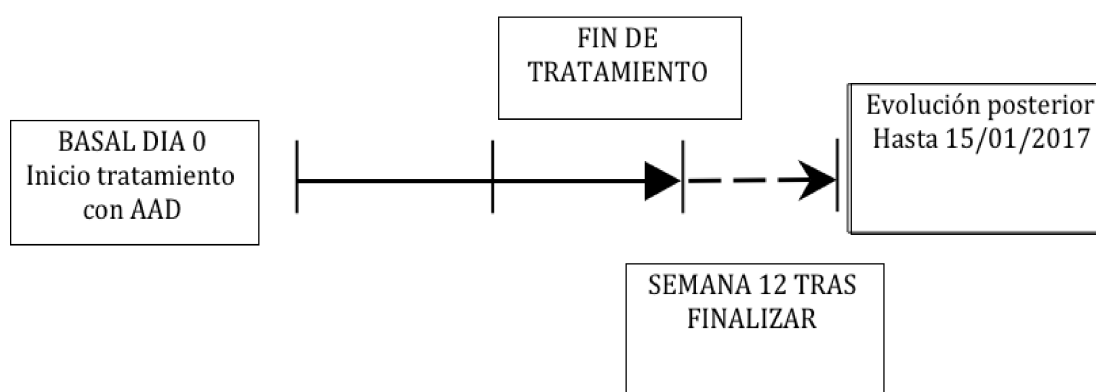 BASAL DIA 0
Inicio tratamiento
con AAD
FIN DE
TRATAMIENTO
SEMANA 12 TRAS
FINALIZAR
Evolución posterior
Hasta 15/01/2017